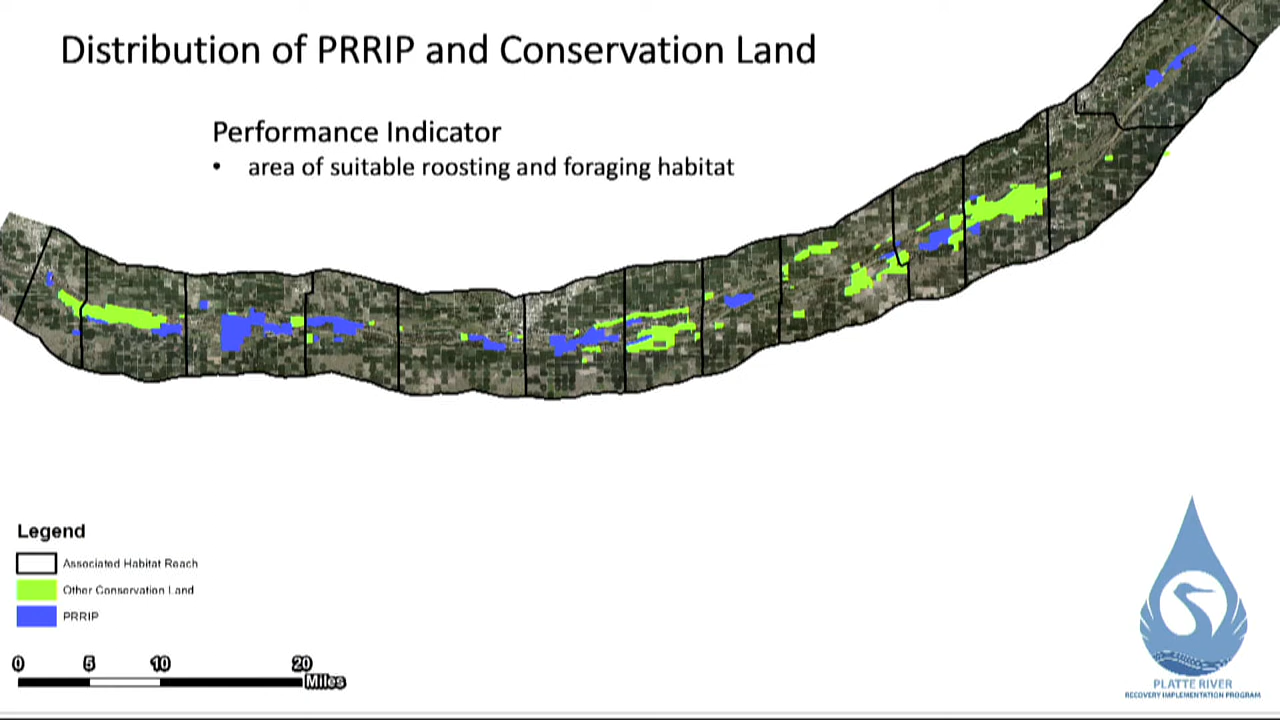 Distribution of PRRIP and Conservation Land
Performance Indicator
• area of suitable roosting and foraging habitat
Legend
Associated Habitat Reach
Other Conservation Land
PRRIP
0 5 10 20
Miles
PLATTE RIVER
RECOVERY IMPLEMENTATION PROGRAM